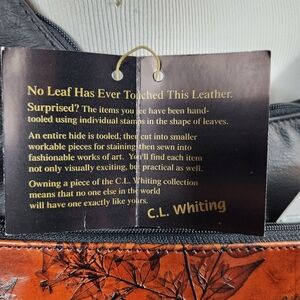 No Leaf Has Ever Touched This Leather.
Surprised? The items you see have been hand-
tooled using individual stamps in the shape of leaves.
An entire hide is tooled, then cut into smaller
workable pieces for staining, then sewn into
fashionable works of art. You'll find each item
not only visually exciting, but practical as well.
Owning a piece of the C.L. Whiting collection
means that no one else in the world
will have one exactly like yours.
C.L. Whiting